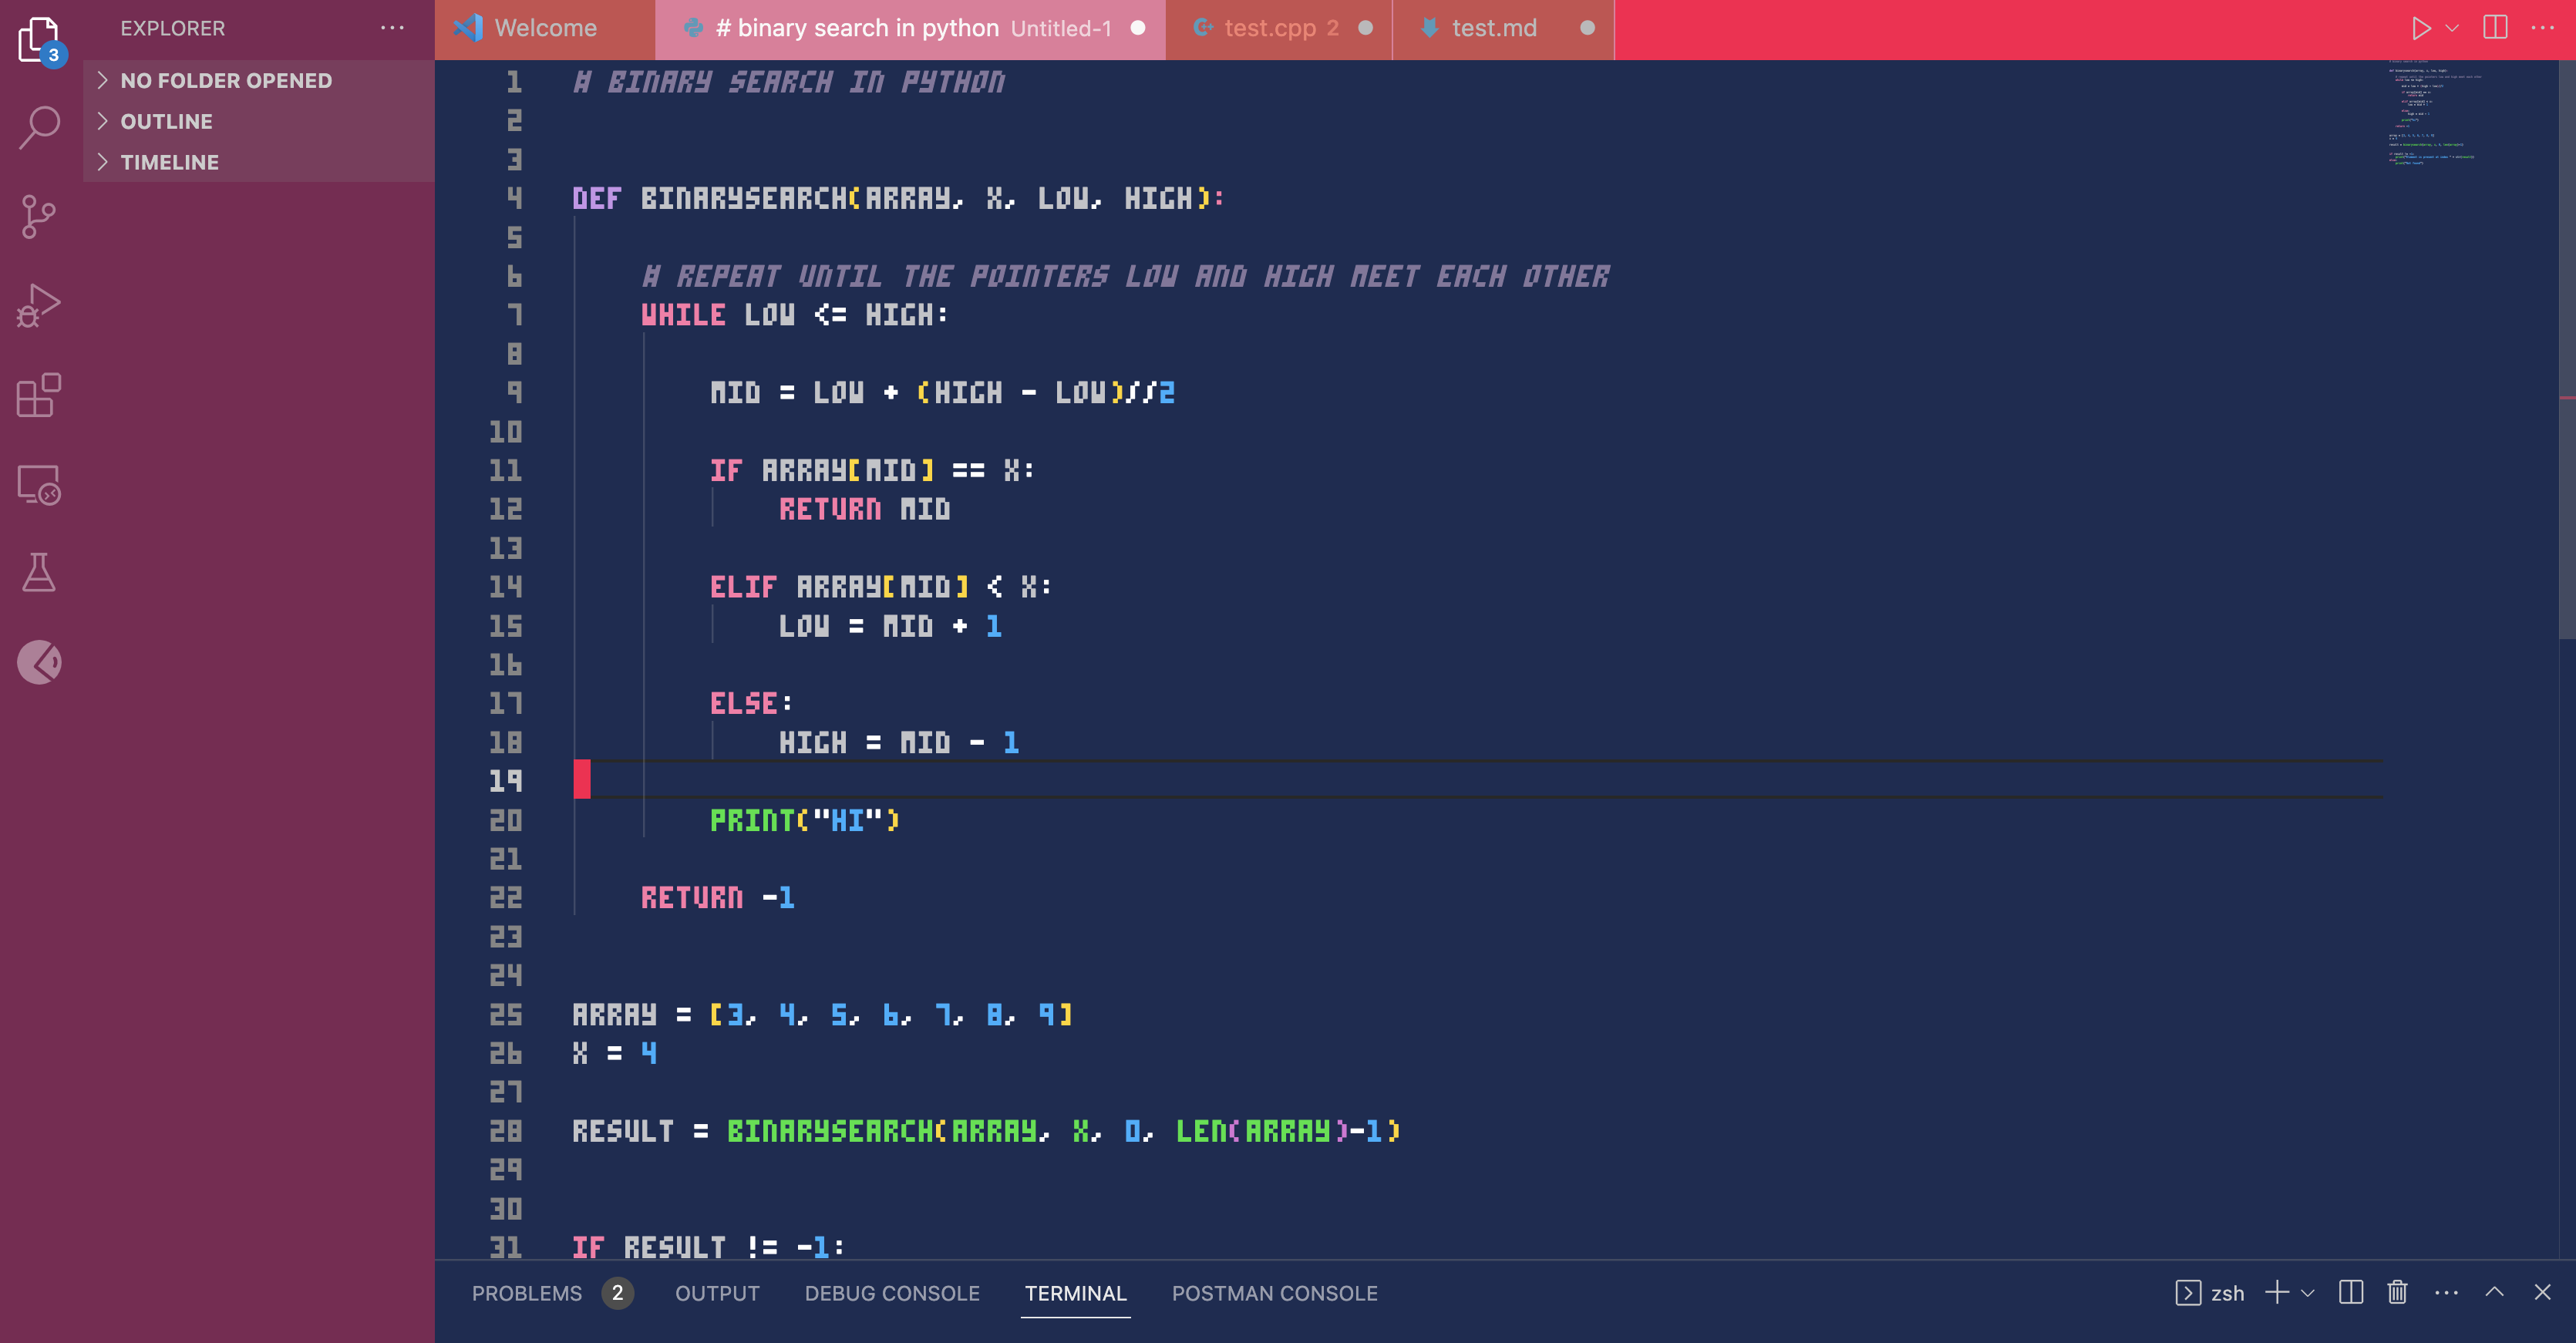 3
EXPLORER ···
NO FOLDER OPENED
OUTLINE
TIMELINE
Welcome # binary search in python Untitled-1 test.cpp 2 test.md
1 # BINARY SEARCH IN PYTHON
2
3
4 DEF BINARYSEARCH(ARRAY, X, LOW, HIGH):
5
6 # REPEAT UNTIL THE POINTERS LOW AND HIGH MEET EACH OTHER
7 WHILE LOW <= HIGH:
8
9 MID = LOW + (HIGH - LOW)//2
10
11 IF ARRAY[MID] == X:
12 RETURN MID
13
14 ELIF ARRAY[MID] < X:
15 LOW = MID + 1
16
17 ELSE:
18 HIGH = MID - 1
19
20 PRINT("HI")
21
22 RETURN -1
23
24
25 ARRAY = [3, 4, 5, 6, 7, 8, 9]
26 X = 4
27
28 RESULT = BINARYSEARCH(ARRAY, X, 0, LEN(ARRAY)-1)
29
30
31 IF RESULT != -1:
PROBLEMS 2 OUTPUT DEBUG CONSOLE TERMINAL POSTMAN CONSOLE zsh